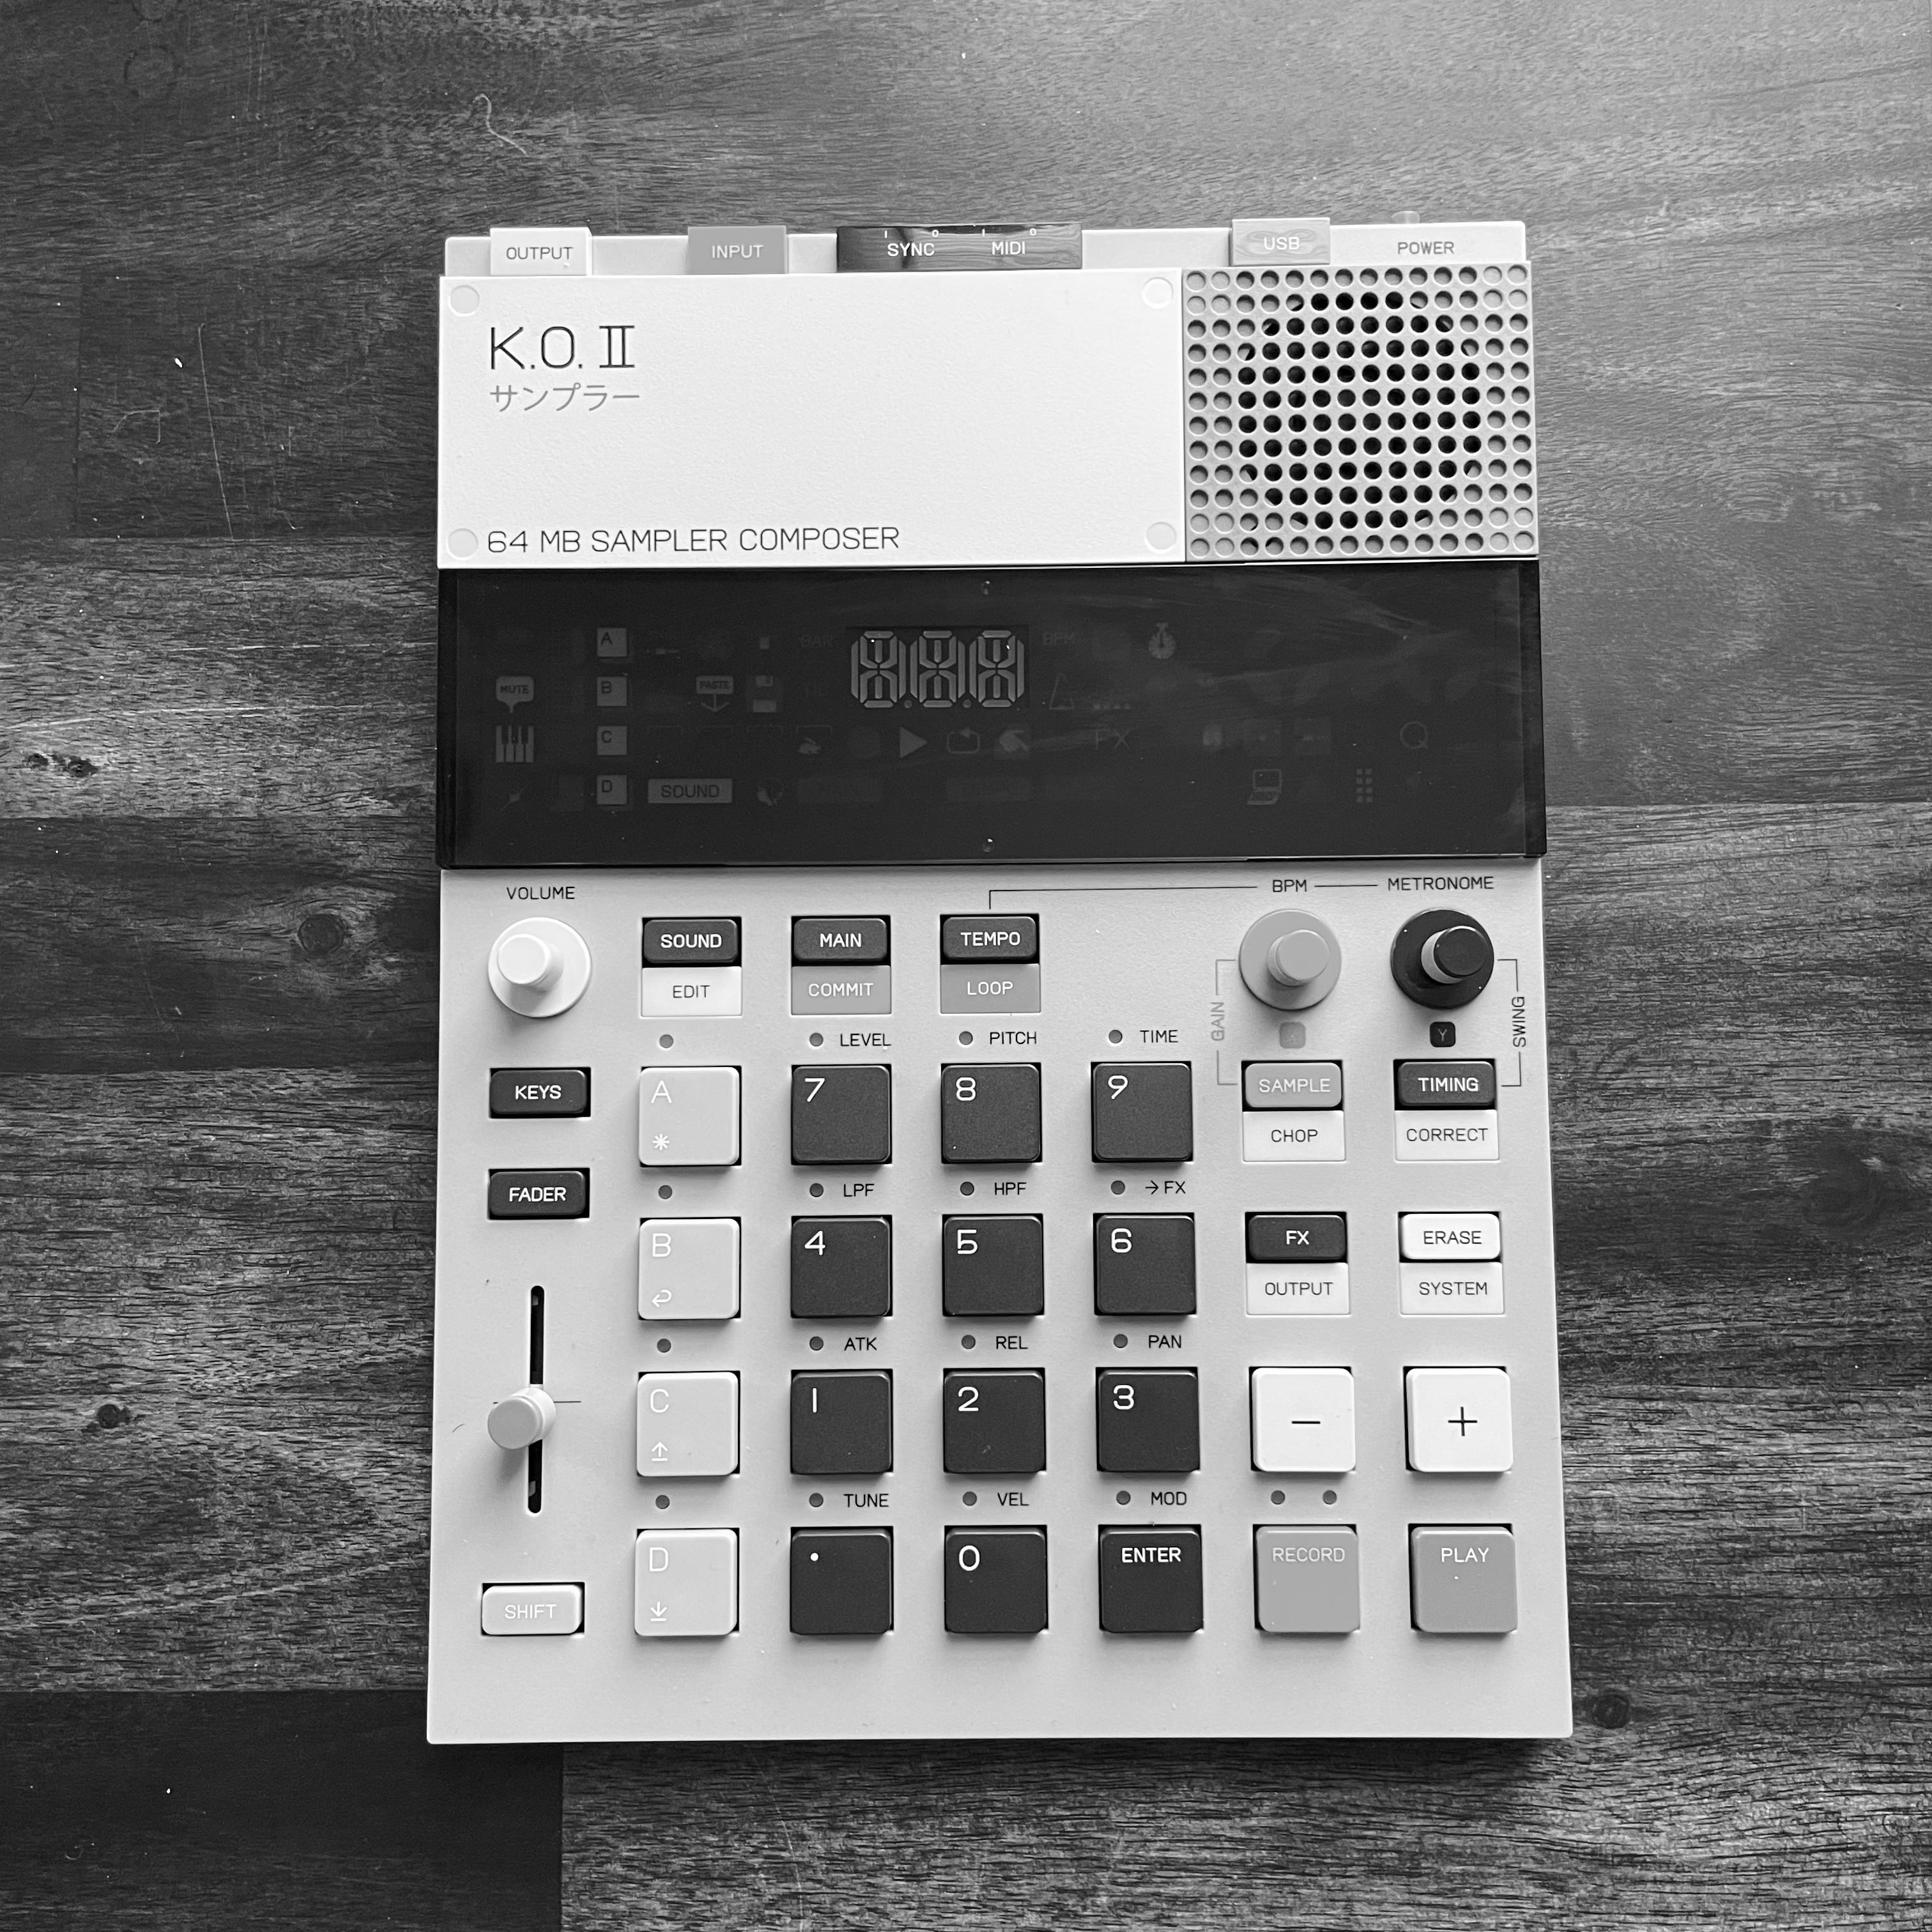 OUTPUT INPUT SYNC MIDI USB POWER
K.O. II
サンプラー
64 MB SAMPLER COMPOSER
A BAR BPM
MUTE B PASTE
C FX
D SOUND
VOLUME BPM METRONOME
SOUND MAIN TEMPO
EDIT COMMIT LOOP
GAIN SWING
LEVEL PITCH TIME Y
KEYS A 7 8 9 SAMPLE TIMING
* CHOP CORRECT
LPF HPF →FX
FADER B 4 5 6 FX ERASE
↩ OUTPUT SYSTEM
ATK REL PAN
C 1 2 3 − +
↑
TUNE VEL MOD
D • 0 ENTER RECORD PLAY
SHIFT ↓